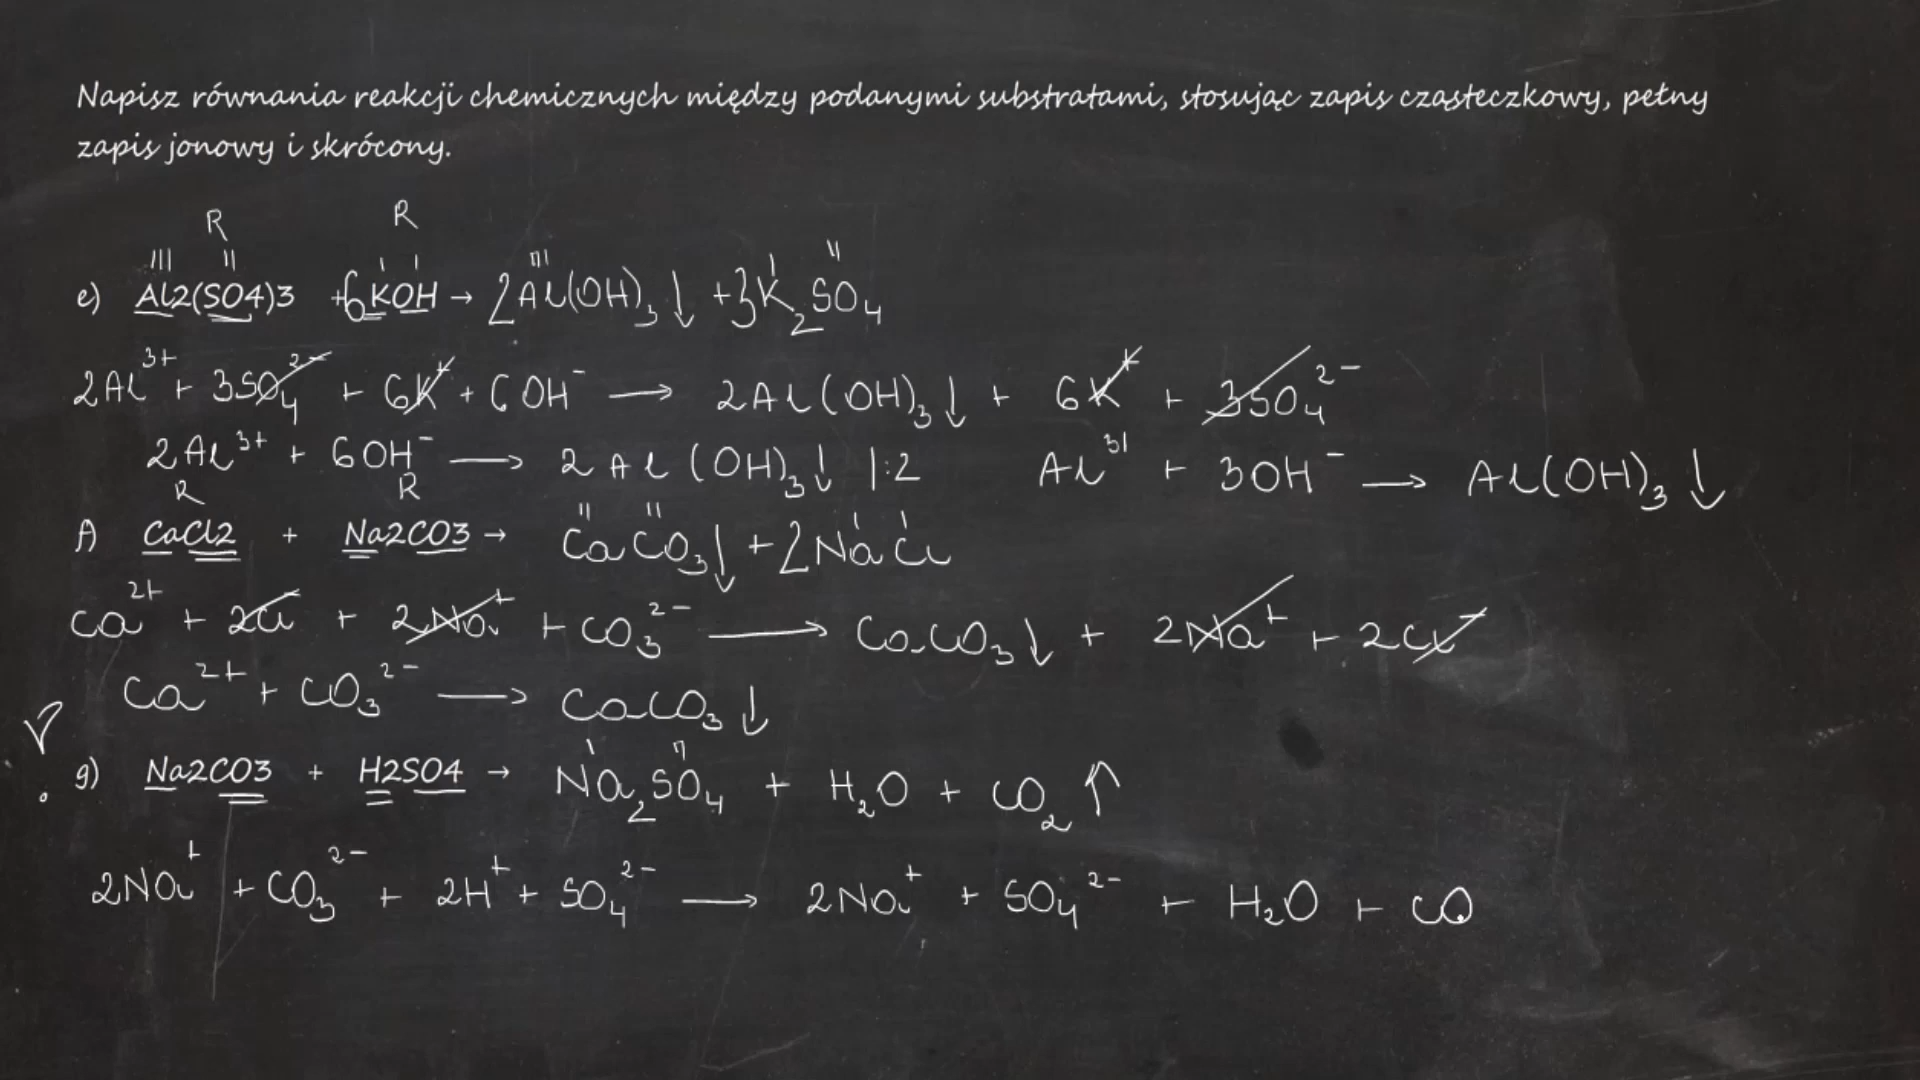 Napisz równania reakcji chemicznych między podanymi substratami, stosując zapis cząsteczkowy, pełny
zapis jonowy i skrócony.
R R
III II I I III I II
e) Al2(SO4)3 +6KOH → 2Al(OH)₃↓ +3K₂SO₄
2Al³⁺ + 3SO₄²⁻ + 6K⁺ + 6OH⁻ → 2Al(OH)₃↓ + 6K⁺ + 3SO₄²⁻
2Al³⁺ + 6OH⁻ → 2Al(OH)₃↓ |:2 Al³⁺ + 3OH⁻ → Al(OH)₃↓
R R II II I I
f) CaCl2 + Na2CO3 → CaCO₃↓ +2NaCl
Ca²⁺ + 2Cl⁻ + 2Na⁺ + CO₃²⁻ → CaCO₃↓ + 2Na⁺ + 2Cl⁻
Ca²⁺ + CO₃²⁻ → CaCO₃↓
I II
g) Na2CO3 + H2SO4 → Na₂SO₄ + H₂O + CO₂↑
2Na⁺ + CO₃²⁻ + 2H⁺ + SO₄²⁻ → 2Na⁺ + SO₄²⁻ + H₂O + CO